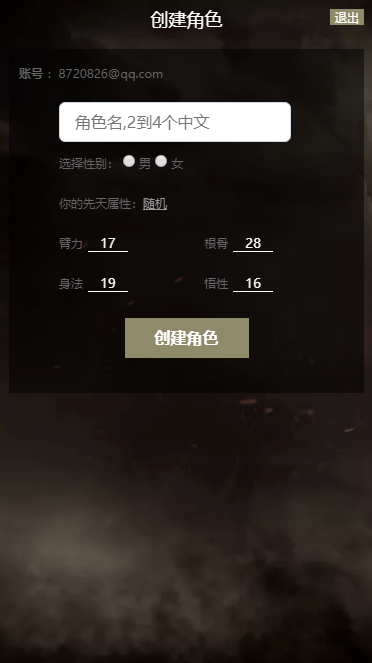 创建角色
退出
账号 : 8720826@qq.com
角色名,2到4个中文
选择性别： 男 女
你的先天属性：随机
臂力 17 根骨 28
身法 19 悟性 16
创建角色